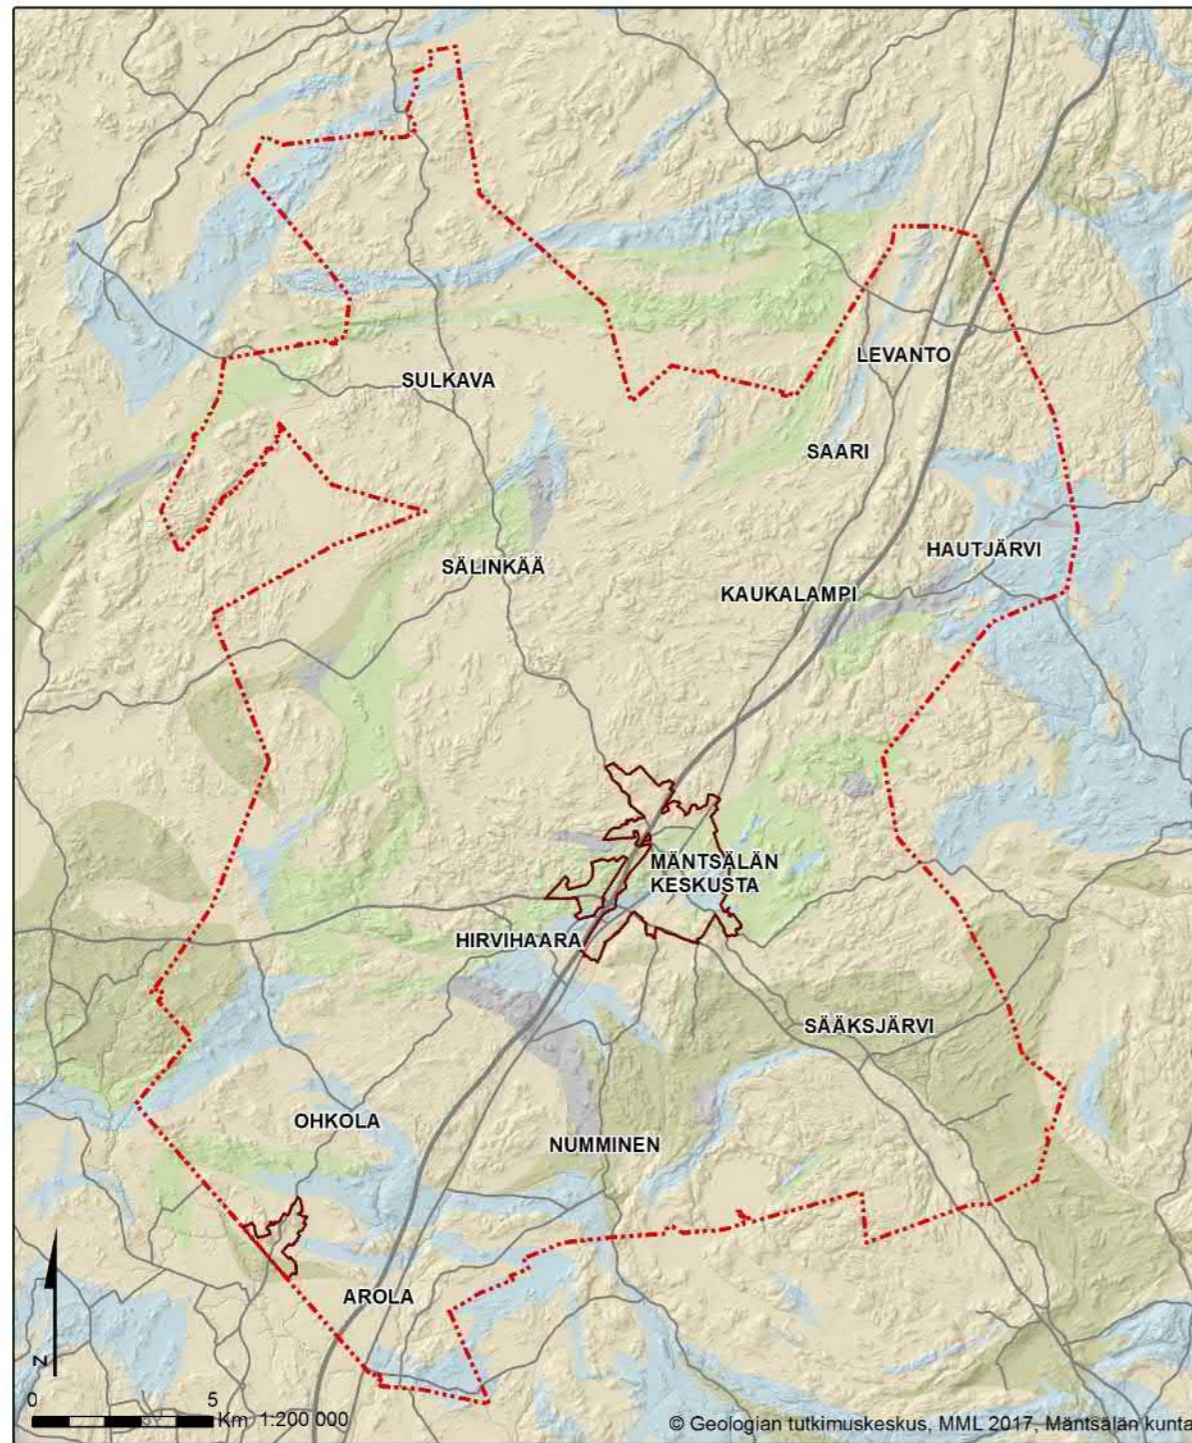 LEVANTO
SULKAVA
SAARI
HAUTJÄRVI
SÄLINKÄÄ
KAUKALAMPI
MÄNTSÄLÄN
KESKUSTA
HIRVIHAARA
SÄÄKSJÄRVI
OHKOLA
NUMMINEN
AROLA
N
0 5
Km 1:200 000
© Geologian tutkimuskeskus, MML 2017, Mäntsälän kunta